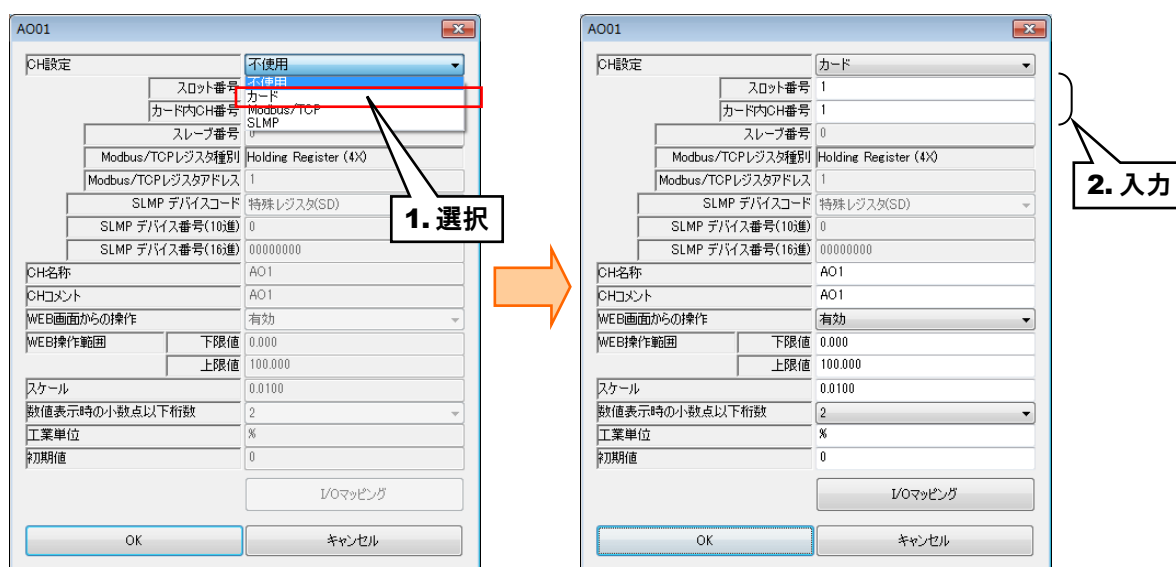 AO01
CH設定 不使用
不使用
カード
Modbus/TCP
SLMP
スロット番号
カード内CH番号
スレーブ番号 0
Modbus/TCPレジスタ種別 Holding Register (4X)
Modbus/TCPレジスタアドレス 1
SLMP デバイスコード 特殊レジスタ(SD)
SLMP デバイス番号(10進) 0
SLMP デバイス番号(16進) 00000000
CH名称 AO1
CHコメント AO1
WEB画面からの操作 有効
WEB操作範囲 下限値 0.000
上限値 100.000
スケール 0.0100
数値表示時の小数点以下桁数 2
工業単位 %
初期値 0
I/Oマッピング
OK キャンセル
1. 選択
AO01
CH設定 カード
スロット番号 1
カード内CH番号 1
スレーブ番号 0
Modbus/TCPレジスタ種別 Holding Register (4X)
Modbus/TCPレジスタアドレス 1
SLMP デバイスコード 特殊レジスタ(SD)
SLMP デバイス番号(10進) 0
SLMP デバイス番号(16進) 00000000
CH名称 AO1
CHコメント AO1
WEB画面からの操作 有効
WEB操作範囲 下限値 0.000
上限値 100.000
スケール 0.0100
数値表示時の小数点以下桁数 2
工業単位 %
初期値 0
I/Oマッピング
OK キャンセル
2. 入力